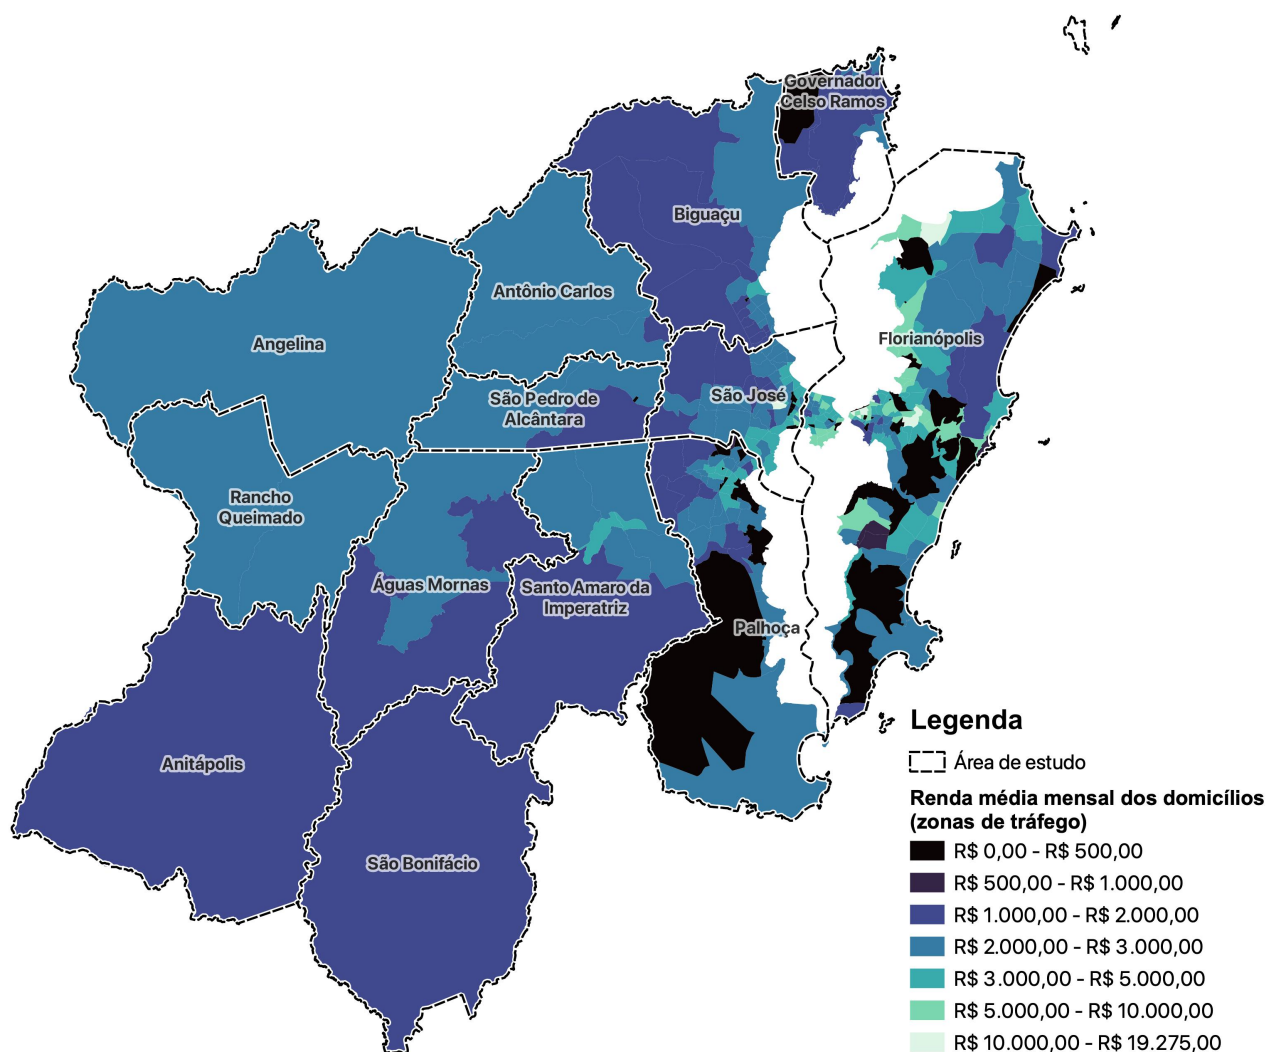 Governador
Celso Ramos
Biguaçu
Antônio Carlos
Angelina
Florianópolis
São Pedro de
Alcântara
São José
Rancho
Queimado
Águas Mornas
Santo Amaro da
Imperatriz
Palhoça
Anitápolis
São Bonifácio
Legenda
Área de estudo
Renda média mensal dos domicílios
(zonas de tráfego)
R$ 0,00 - R$ 500,00
R$ 500,00 - R$ 1.000,00
R$ 1.000,00 - R$ 2.000,00
R$ 2.000,00 - R$ 3.000,00
R$ 3.000,00 - R$ 5.000,00
R$ 5.000,00 - R$ 10.000,00
R$ 10.000,00 - R$ 19.275,00